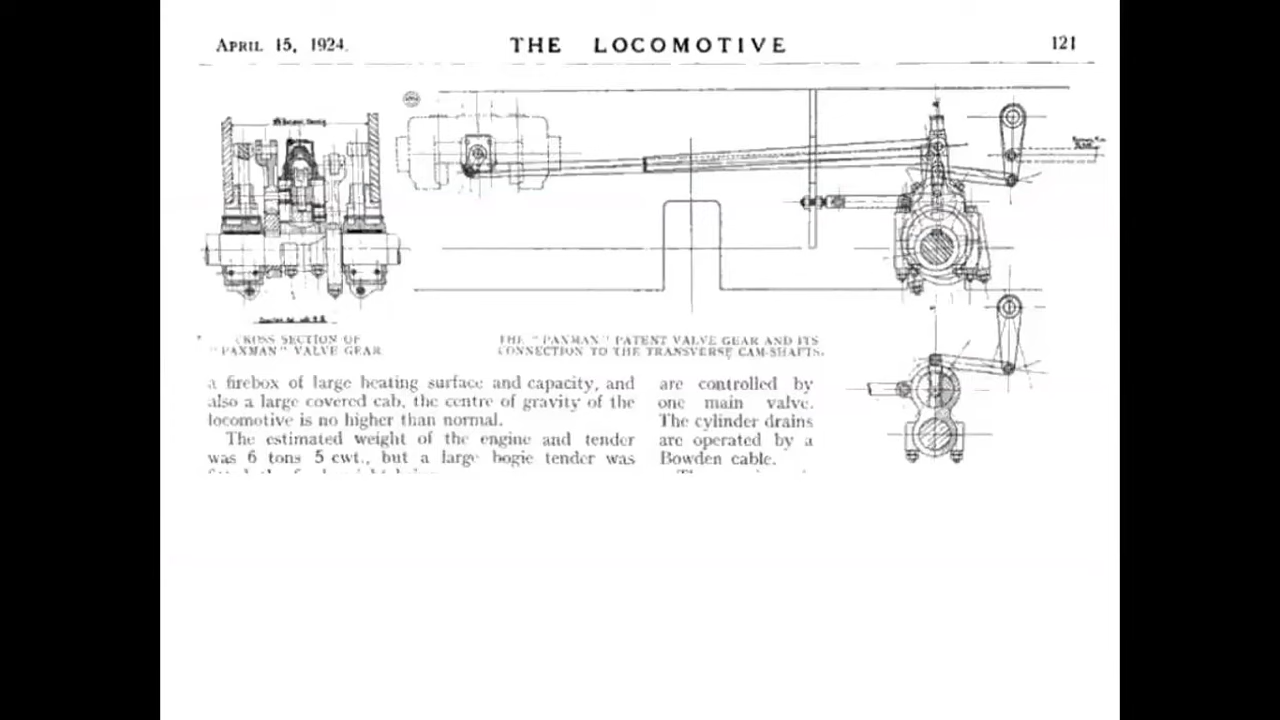 APRIL 15, 1924.
THE LOCOMOTIVE
121
CROSS SECTION OF
"PAXMAN" VALVE GEAR
THE "PAXMAN" PATENT VALVE GEAR AND ITS
CONNECTION TO THE TRANSVERSE CAM-SHAFTS.
a firebox of large heating surface and capacity, and
also a large covered cab, the centre of gravity of the
locomotive is no higher than normal.
The estimated weight of the engine and tender
was 6 tons 5 cwt., but a large bogie tender was
are controlled by
one main valve.
The cylinder drains
are operated by a
Bowden cable.